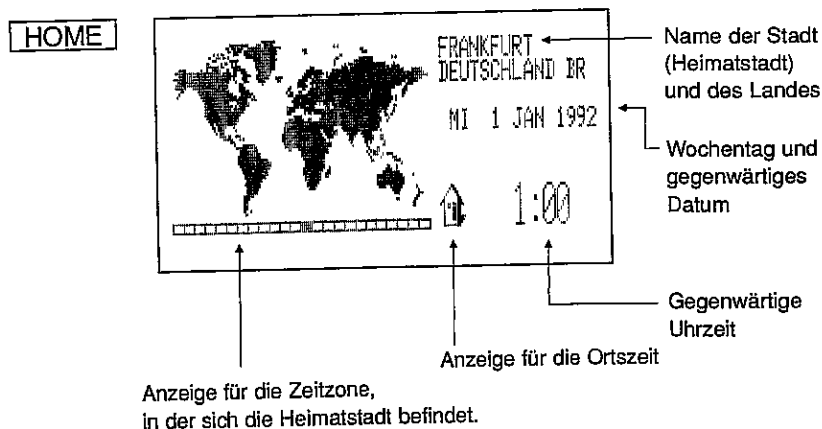 HOME
FRANKFURT
DEUTSCHLAND BR
MI 1 JAN 1992
1:00
Name der Stadt
(Heimatstadt)
und des Landes
Wochentag und
gegenwärtiges
Datum
Gegenwärtige
Uhrzeit
Anzeige für die Ortszeit
Anzeige für die Zeitzone,
in der sich die Heimatstadt befindet.